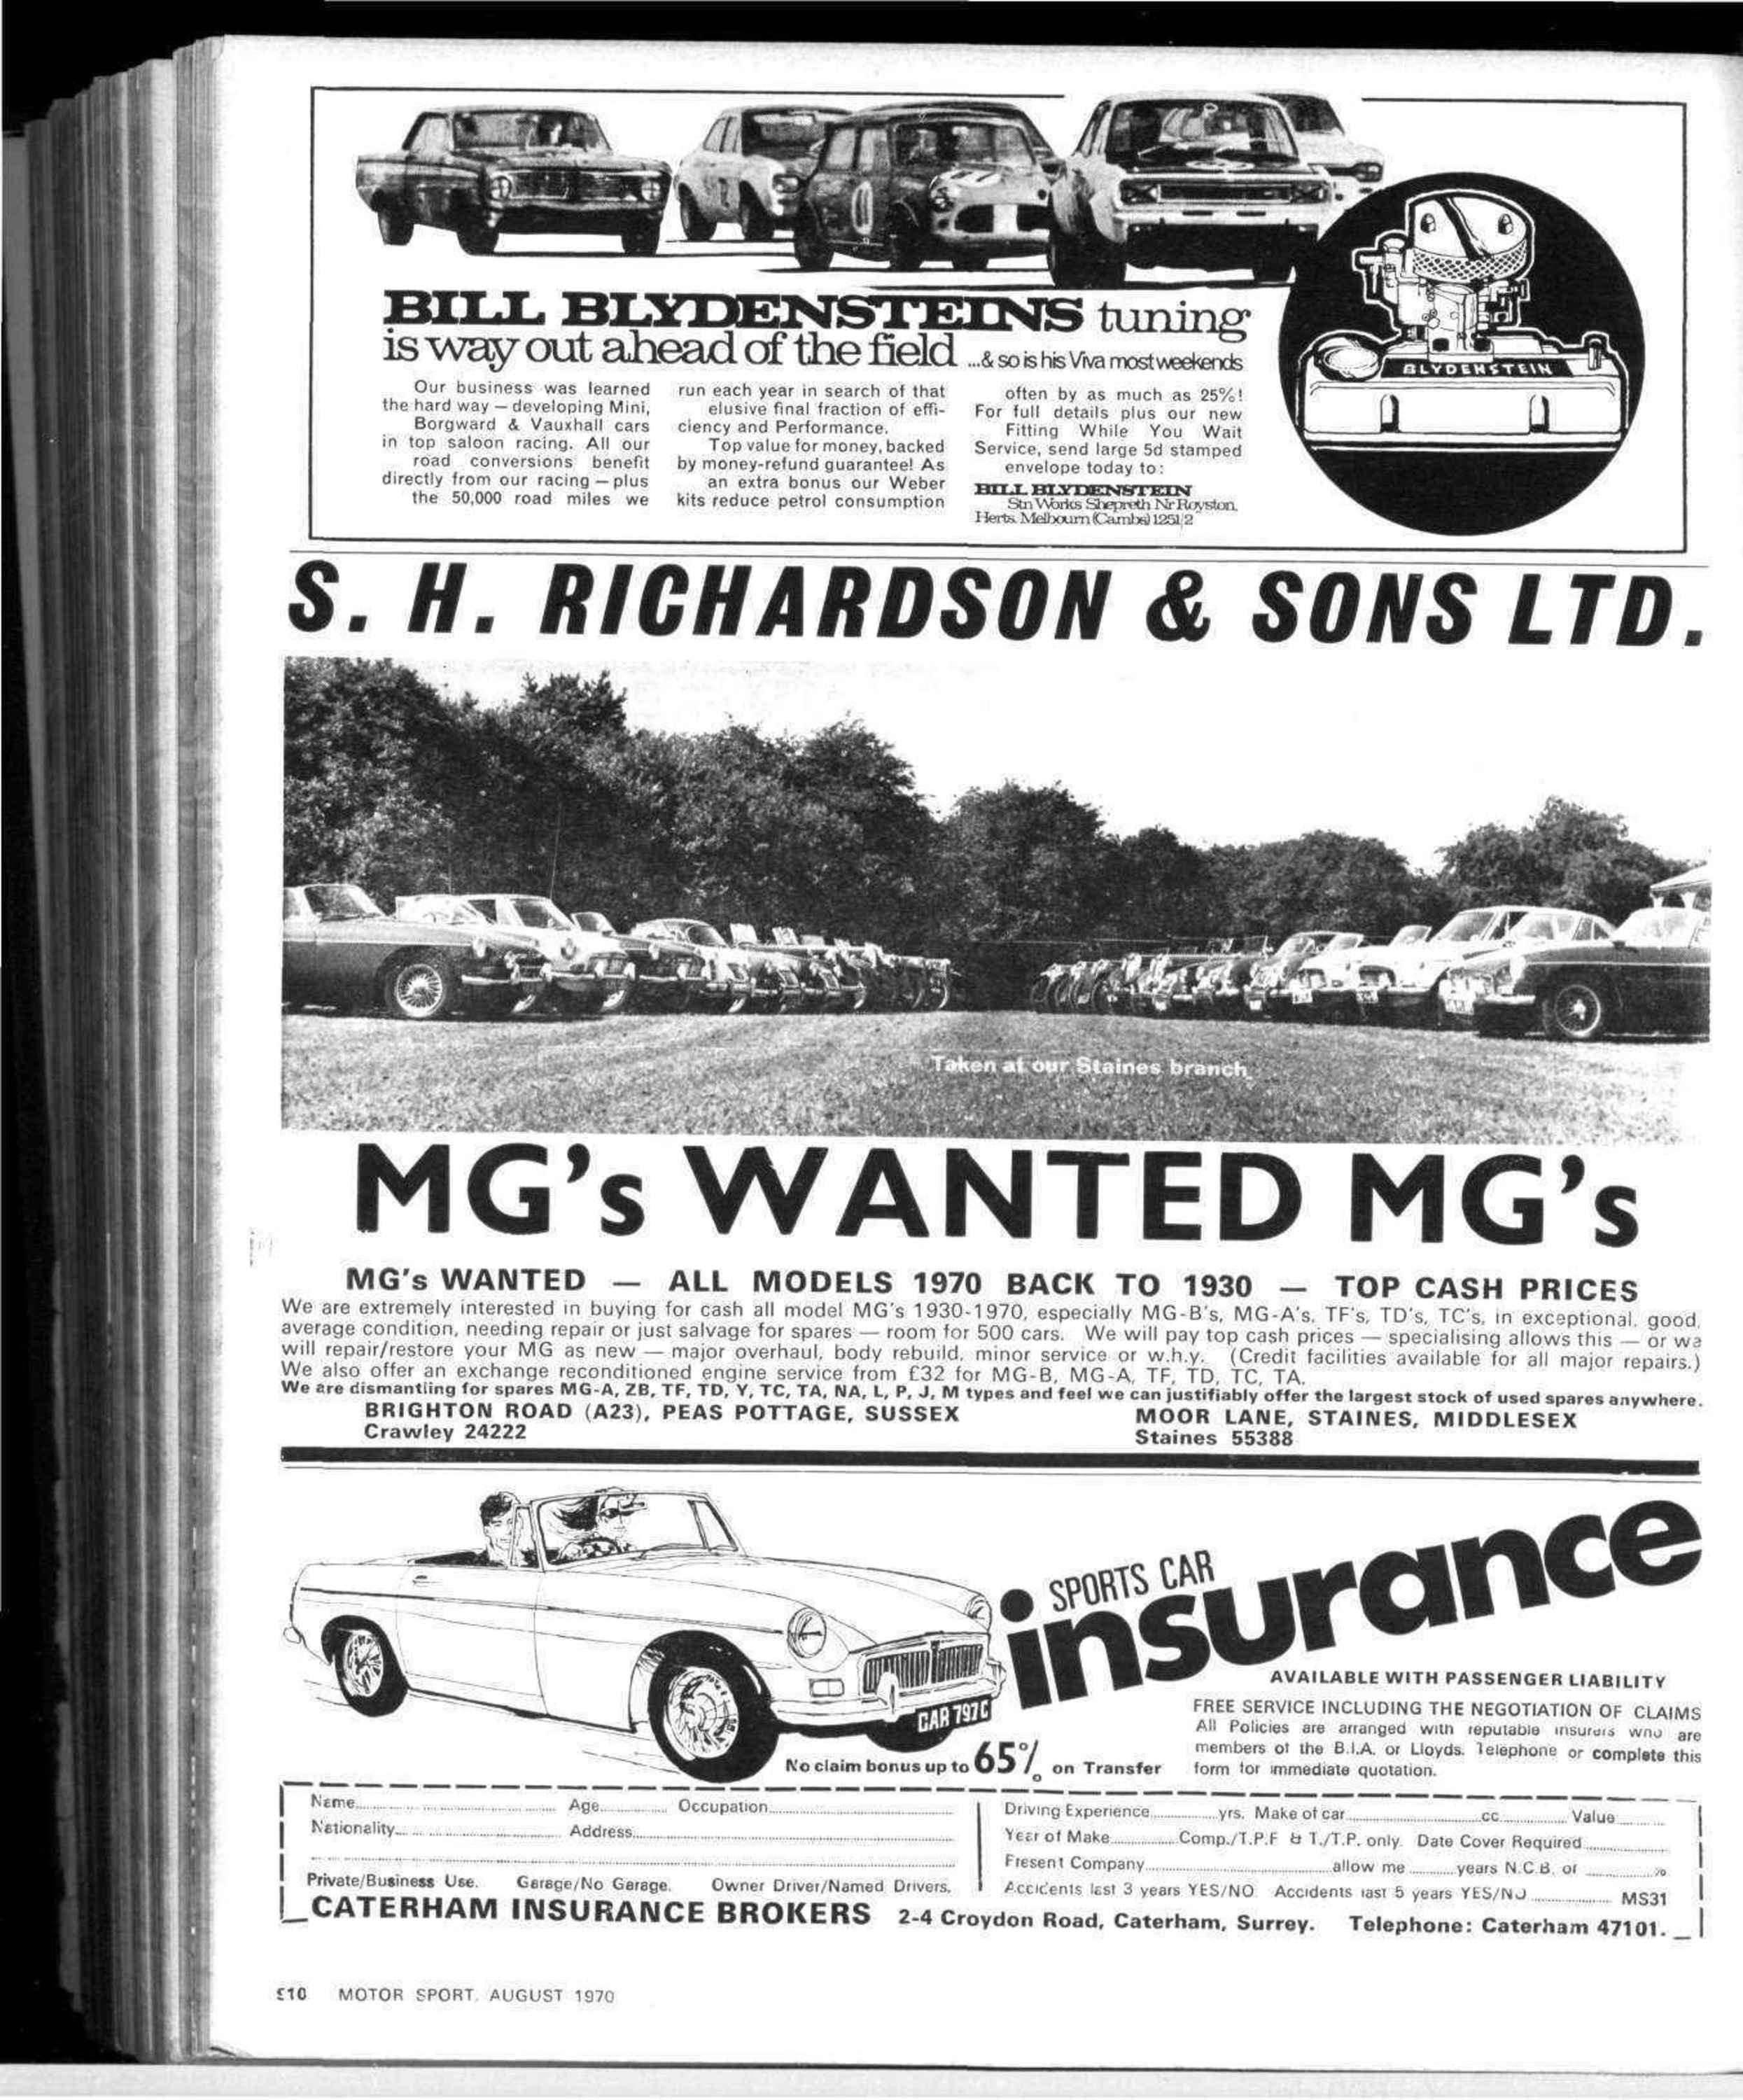 BILL BLYDENSTEINS tuning
is way out ahead of the field ...& so is his Viva most weekends
Our business was learned
the hard way — developing Mini,
Borgward & Vauxhall cars
in top saloon racing. All our
road conversions benefit
directly from our racing — plus
the 50,000 road miles we
run each year in search of that
elusive final fraction of effi-
ciency and Performance.
Top value for money, backed
by money-refund guarantee! As
an extra bonus our Weber
kits reduce petrol consumption
often by as much as 25%!
For full details plus our new
Fitting While You Wait
Service, send large 5d stamped
envelope today to:
BILL BLYDENSTEIN
Stn Works Shepreth Nr Royston,
Herts. Melbourn (Cambs) 1251/2
BLYDENSTEIN
S. H. RICHARDSON & SONS LTD.
Taken at our Staines branch
MG's WANTED MG's
MG's WANTED — ALL MODELS 1970 BACK TO 1930 — TOP CASH PRICES
We are extremely interested in buying for cash all model MG's 1930-1970, especially MG-B's, MG-A's, TF's, TD's, TC's, in exceptional, good,
average condition, needing repair or just salvage for spares — room for 500 cars. We will pay top cash prices — specialising allows this — or we
will repair/restore your MG as new — major overhaul, body rebuild, minor service or w.h.y. (Credit facilities available for all major repairs.)
We also offer an exchange reconditioned engine service from £32 for MG-B, MG-A, TF, TD, TC, TA.
We are dismantling for spares MG-A, ZB, TF, TD, Y, TC, TA, NA, L, P, J, M types and feel we can justifiably offer the largest stock of used spares anywhere.
BRIGHTON ROAD (A23), PEAS POTTAGE, SUSSEX
Crawley 24222
MOOR LANE, STAINES, MIDDLESEX
Staines 55388
SPORTS CAR
insurance
CAR 797C
AVAILABLE WITH PASSENGER LIABILITY
FREE SERVICE INCLUDING THE NEGOTIATION OF CLAIMS
All Policies are arranged with reputable insurers who are
members of the B.I.A. or Lloyds. Telephone or complete this
form for immediate quotation.
No claim bonus up to 65% on Transfer
Name Age Occupation
Nationality Address
Private/Business Use. Garage/No Garage. Owner Driver/Named Drivers.
Driving Experience yrs. Make of car cc Value
Year of Make Comp./T.P.F & T./T.P. only. Date Cover Required
Present Company allow me years N.C.B. of %
Accidents last 3 years YES/NO Accidents last 5 years YES/NO MS31
CATERHAM INSURANCE BROKERS 2-4 Croydon Road, Caterham, Surrey. Telephone: Caterham 47101.
MOTOR SPORT, AUGUST 1970